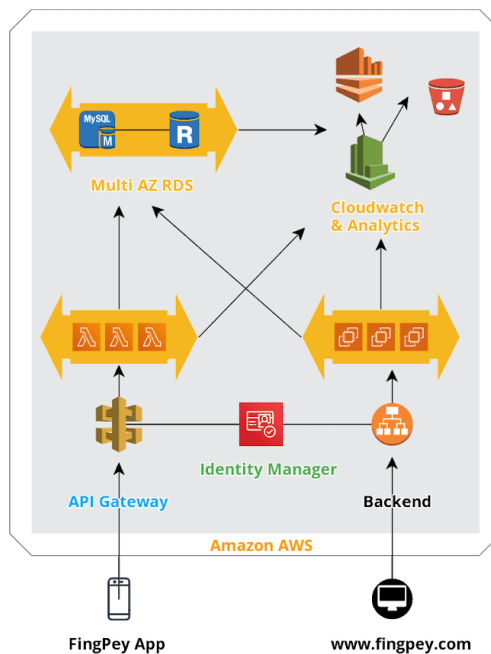 MySQL
M
R
Multi AZ RDS
Cloudwatch
& Analytics
λ λ λ
Identity Manager
API Gateway
Backend
Amazon AWS
FingPey App
www.fingpey.com